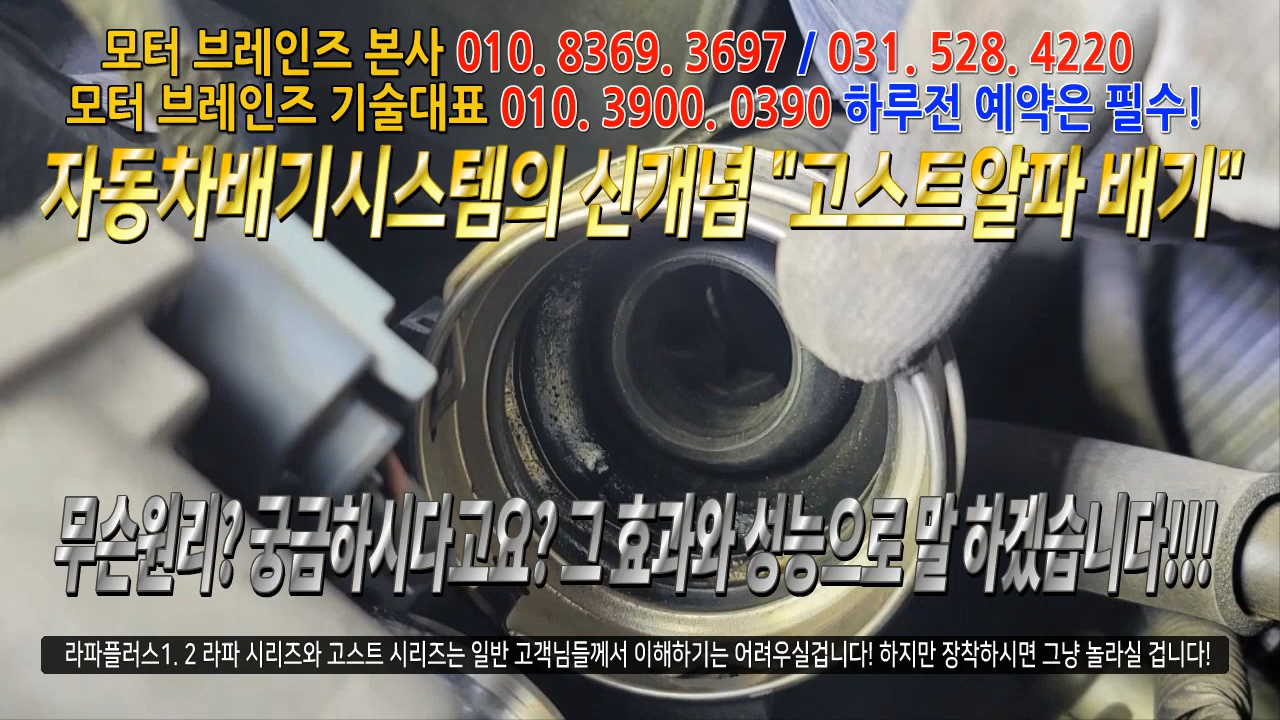 모터 브레인즈 본사 010. 8369. 3697 / 031. 528. 4220
모터 브레인즈 기술대표 010. 3900. 0390 하루전 예약은 필수!
자동차배기시스템의 신개념 "고스트알파 배기"
무슨원리? 궁금하시다고요? 그 효과와 성능으로 말 하겠습니다!!!
라파플러스1. 2 라파 시리즈와 고스트 시리즈는 일반 고객님들께서 이해하기는 어려우실겁니다! 하지만 장착하시면 그냥 놀라실 겁니다!